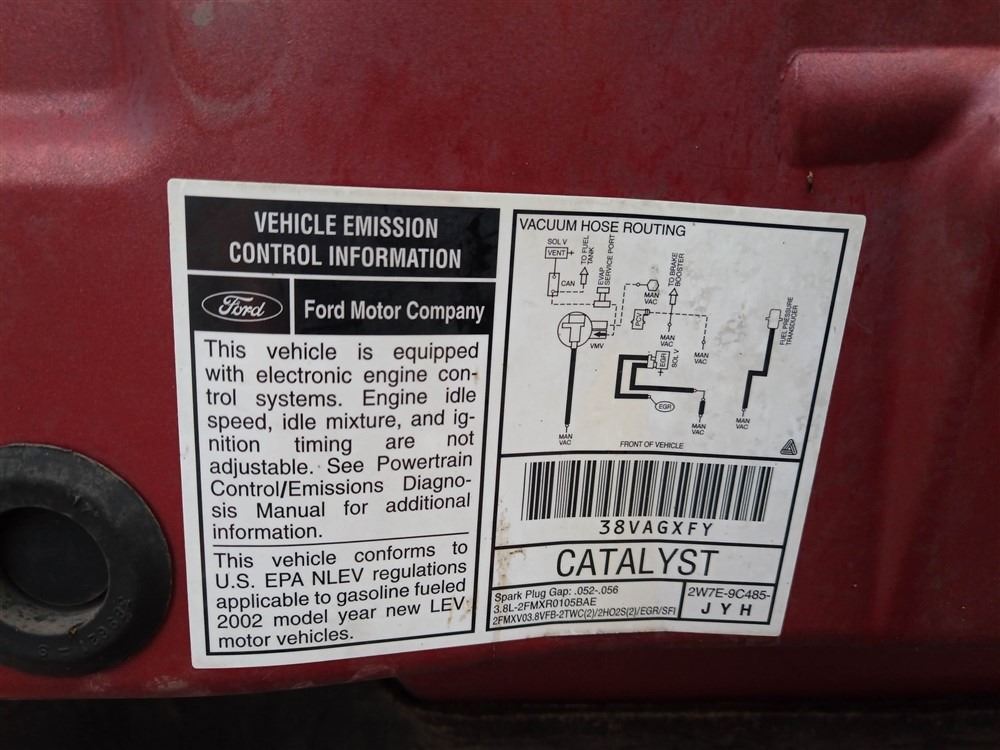 VEHICLE EMISSION
CONTROL INFORMATION
Ford
Ford Motor Company
This vehicle is equipped
with electronic engine con-
trol systems. Engine idle
speed, idle mixture, and ig-
nition timing are not
adjustable. See Powertrain
Control/Emissions Diagno-
sis Manual for additional
information.
This vehicle conforms to
U.S. EPA NLEV regulations
applicable to gasoline fueled
2002 model year new LEV
motor vehicles.
VACUUM HOSE ROUTING
SOL V
VENT
CAN
TO FUEL
TANK
EVAP
SERVICE PORT
VMV
MAN
VAC
MAN
VAC
TO BRAKE
BOOSTER
PCV
MAN
VAC
MAN
VAC
EGR
SOL V
EGR
MAN
VAC
FUEL PRESSURE
TRANSDUCER
MAN
VAC
FRONT OF VEHICLE
38VAGXFY
CATALYST
Spark Plug Gap: .052-.056
3.8L-2FMXR0105BAE
2FMXV03.8VFB-2TWC(2)/2HO2S(2)/EGR/SFI
2W7E-9C485-
JYH